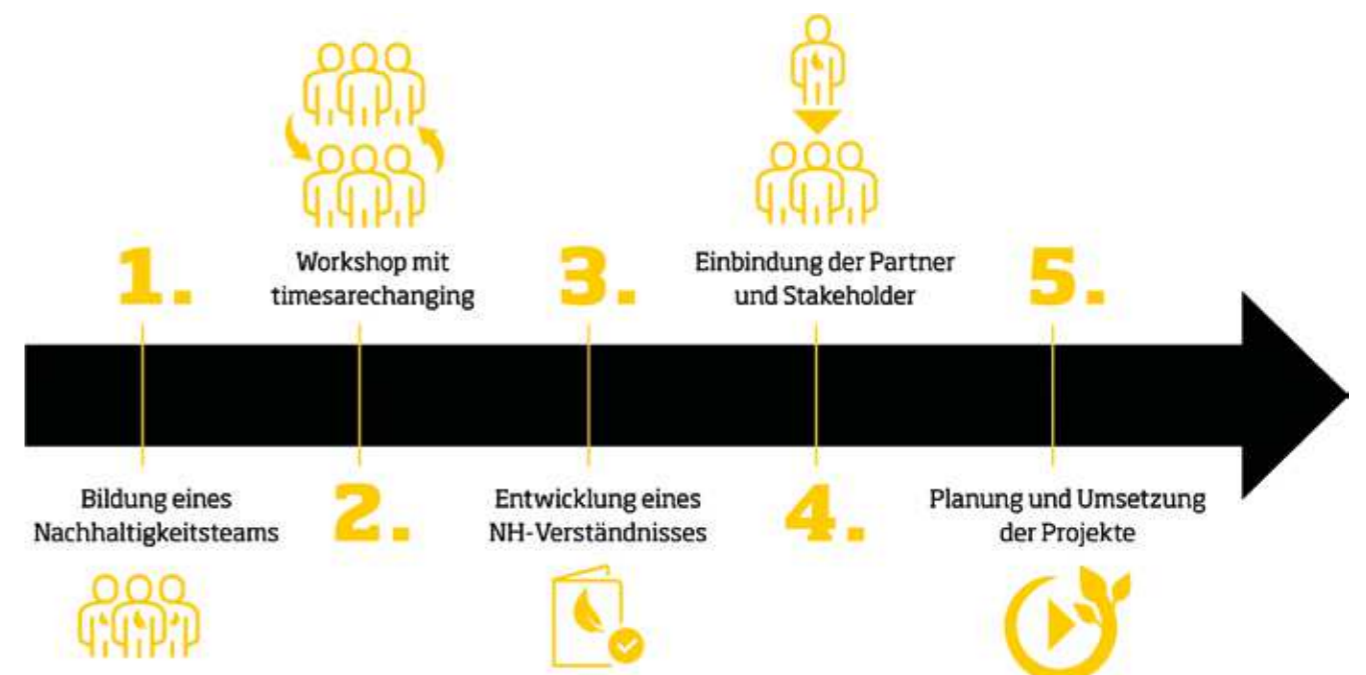 1.
Bildung eines
Nachhaltigkeitsteams
2.
Workshop mit
timesarechanging
3.
Entwicklung eines
NH-Verständnisses
4.
Einbindung der Partner
und Stakeholder
5.
Planung und Umsetzung
der Projekte